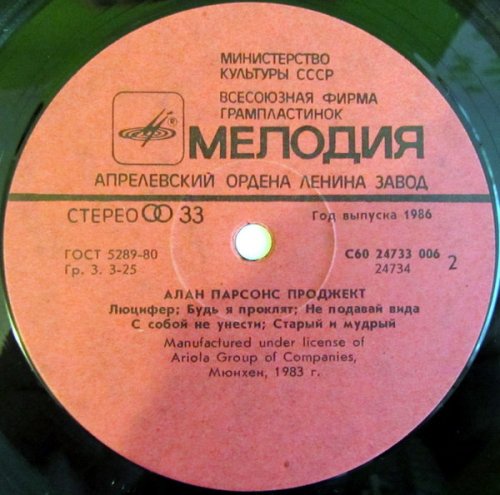 МИНИСТЕРСТВО
КУЛЬТУРЫ СССР
ВСЕСОЮЗНАЯ ФИРМА
ГРАМПЛАСТИНОК
® МЕЛОДИЯ
АПРЕЛЕВСКИЙ ОРДЕНА ЛЕНИНА ЗАВОД
СТЕРЕО 33 Год выпуска 1986
ГОСТ 5289-80 С60 24733 006
Гр. 3. 3-25 24734 2
АЛАН ПАРСОНС ПРОДЖЕКТ
Люцифер; Будь я проклят; Не подавай вида
С собой не унести; Старый и мудрый
Manufactured under license of
Ariola Group of Companies,
Мюнхен, 1983 г.